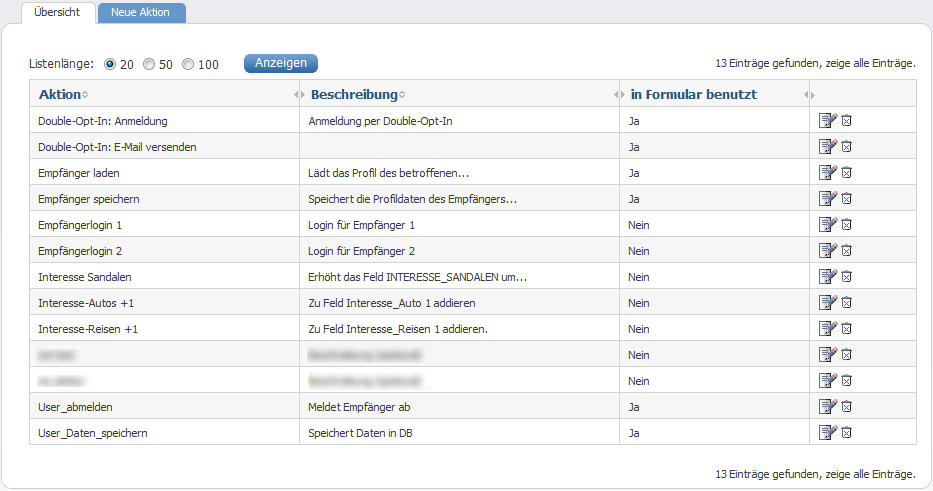 Übersicht Neue Aktion
Listenlänge: 20 50 100 Anzeigen 13 Einträge gefunden, zeige alle Einträge.
Aktion Beschreibung in Formular benutzt
Double-Opt-In: Anmeldung Anmeldung per Double-Opt-In Ja
Double-Opt-In: E-Mail versenden Ja
Empfänger laden Lädt das Profil des betroffenen... Ja
Empfänger speichern Speichert die Profildaten des Empfängers... Ja
Empfängerlogin 1 Login für Empfänger 1 Nein
Empfängerlogin 2 Login für Empfänger 2 Nein
Interesse Sandalen Erhöht das Feld INTERESSE_SANDALEN um... Nein
Interesse-Autos +1 Zu Feld Interesse_Auto 1 addieren Nein
Interesse-Reisen +1 Zu Feld Interesse_Reisen 1 addieren. Nein
Nein
Nein
User_abmelden Meldet Empfänger ab Ja
User_Daten_speichern Speichert Daten in DB Ja
13 Einträge gefunden, zeige alle Einträge.